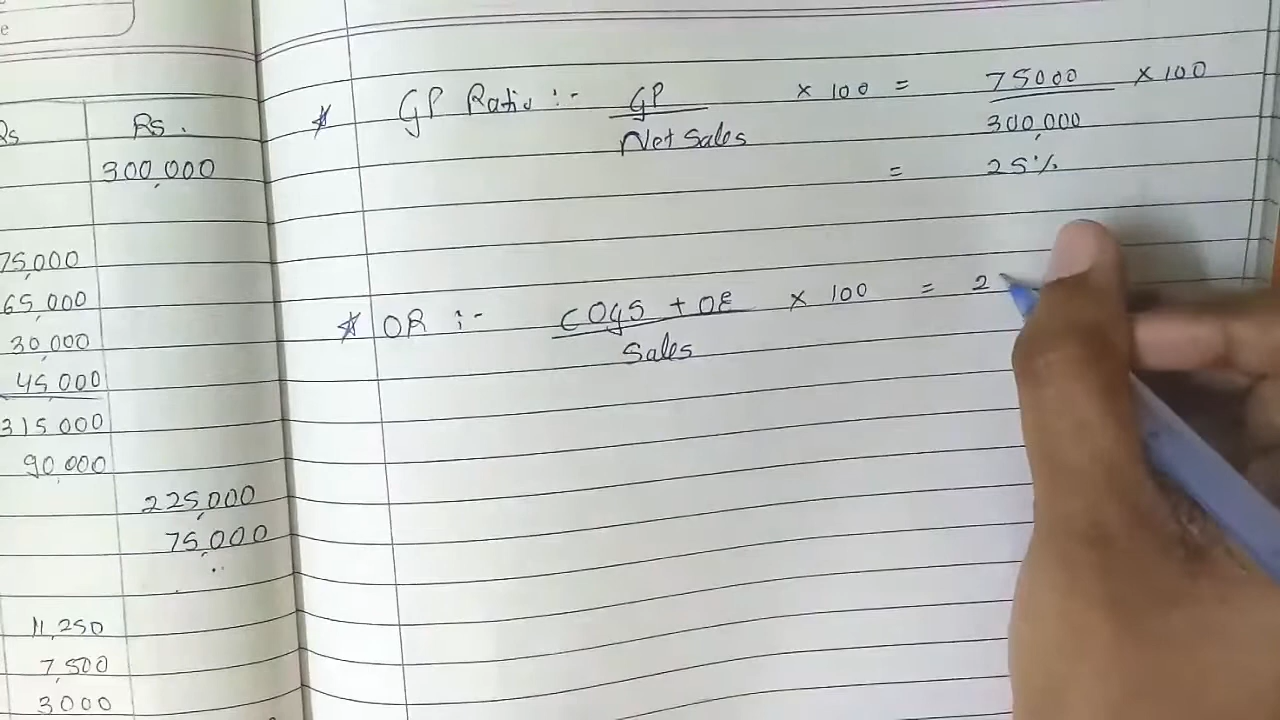 e
Rs Rs.
300,000
75,000
65,000
30,000
45,000
315000
90,000
225,000
75,000
11,250
7,500
3000
* GP Ratio :- GP × 100 = 75000 × 100
Net Sales 300,000
= 25%
* OR :- COGS + OE × 100 = 2
Sales